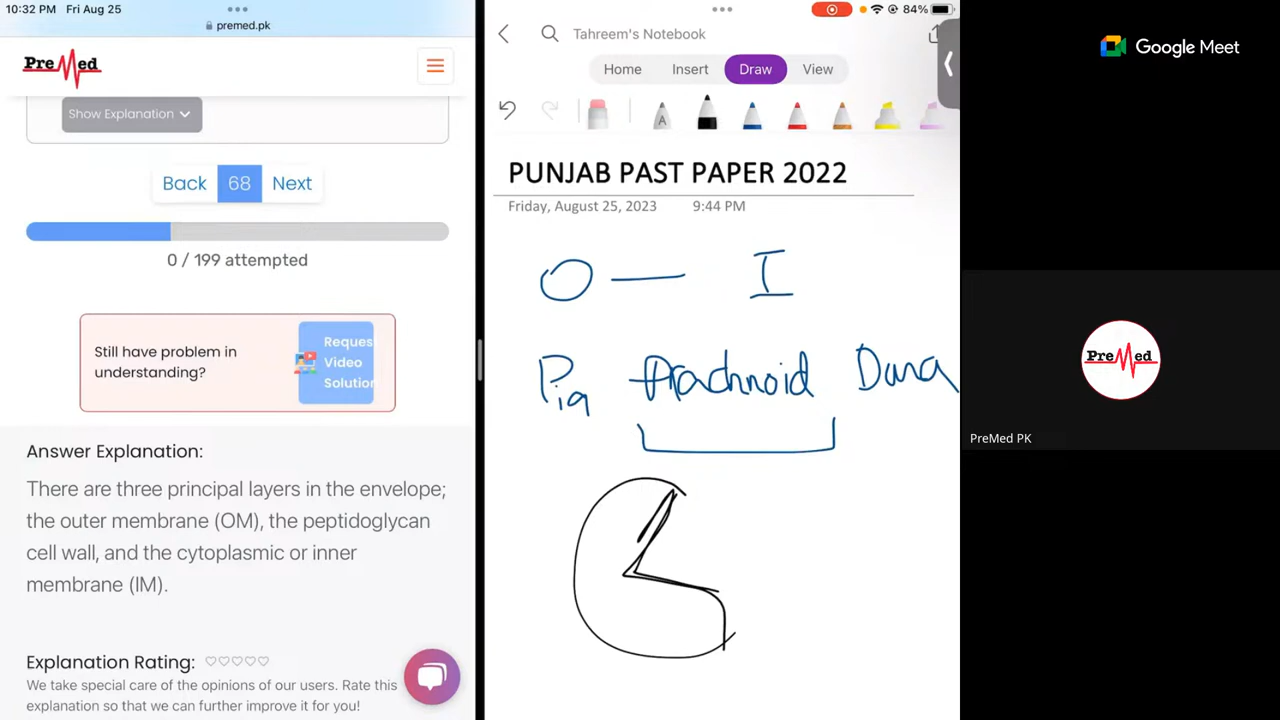 10:32 PM Fri Aug 25
premed.pk
PreMed
Show Explanation
Back 68 Next
0 / 199 attempted
Still have problem in
understanding?
Reques
Video
Solution
Answer Explanation:
There are three principal layers in the envelope;
the outer membrane (OM), the peptidoglycan
cell wall, and the cytoplasmic or inner
membrane (IM).
Explanation Rating:
We take special care of the opinions of our users. Rate this
explanation so that we can further improve it for you!
84%
Tahreem's Notebook
Home Insert Draw View
A
PUNJAB PAST PAPER 2022
Friday, August 25, 2023 9:44 PM
O — I
Pia Arachnoid Dura
Google Meet
PreMed
PreMed PK